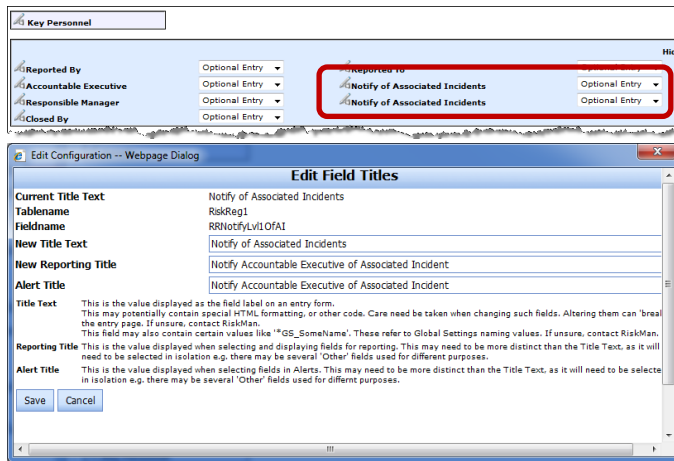 Key Personnel
Hid
Reported By Optional Entry Reported To Optional Entry
Accountable Executive Optional Entry Notify of Associated Incidents Optional Entry
Responsible Manager Optional Entry Notify of Associated Incidents Optional Entry
Closed By Optional Entry
Edit Configuration -- Webpage Dialog
Edit Field Titles
Current Title Text Notify of Associated Incidents
Tablename RiskReg1
Fieldname RRNotifyLvl1OfAI
New Title Text Notify of Associated Incidents
New Reporting Title Notify Accountable Executive of Associated Incident
Alert Title Notify Accountable Executive of Associated Incident
Title Text This is the value displayed as the field label on an entry form.
This may potentially contain special HTML formatting, or other code. Care need be taken when changing such fields. Altering them can 'breal
the entry page. If unsure, contact RiskMan.
This field may also contain certain values like '*GS_SomeName'. These refer to Global Settings naming values. If unsure, contact RiskMan.
Reporting Title This is the value displayed when selecting and displaying fields for reporting. This may need to be more distinct than the Title Text, as it will
need to be selected in isolation e.g. there may be several 'Other' fields used for different purposes.
Alert Title This is the value displayed when selecting fields in Alerts. This may need to be more distinct than the Title Text, as it will need to be selecte
in isolation e.g. there may be several 'Other' fields used for differnt purposes.
Save Cancel